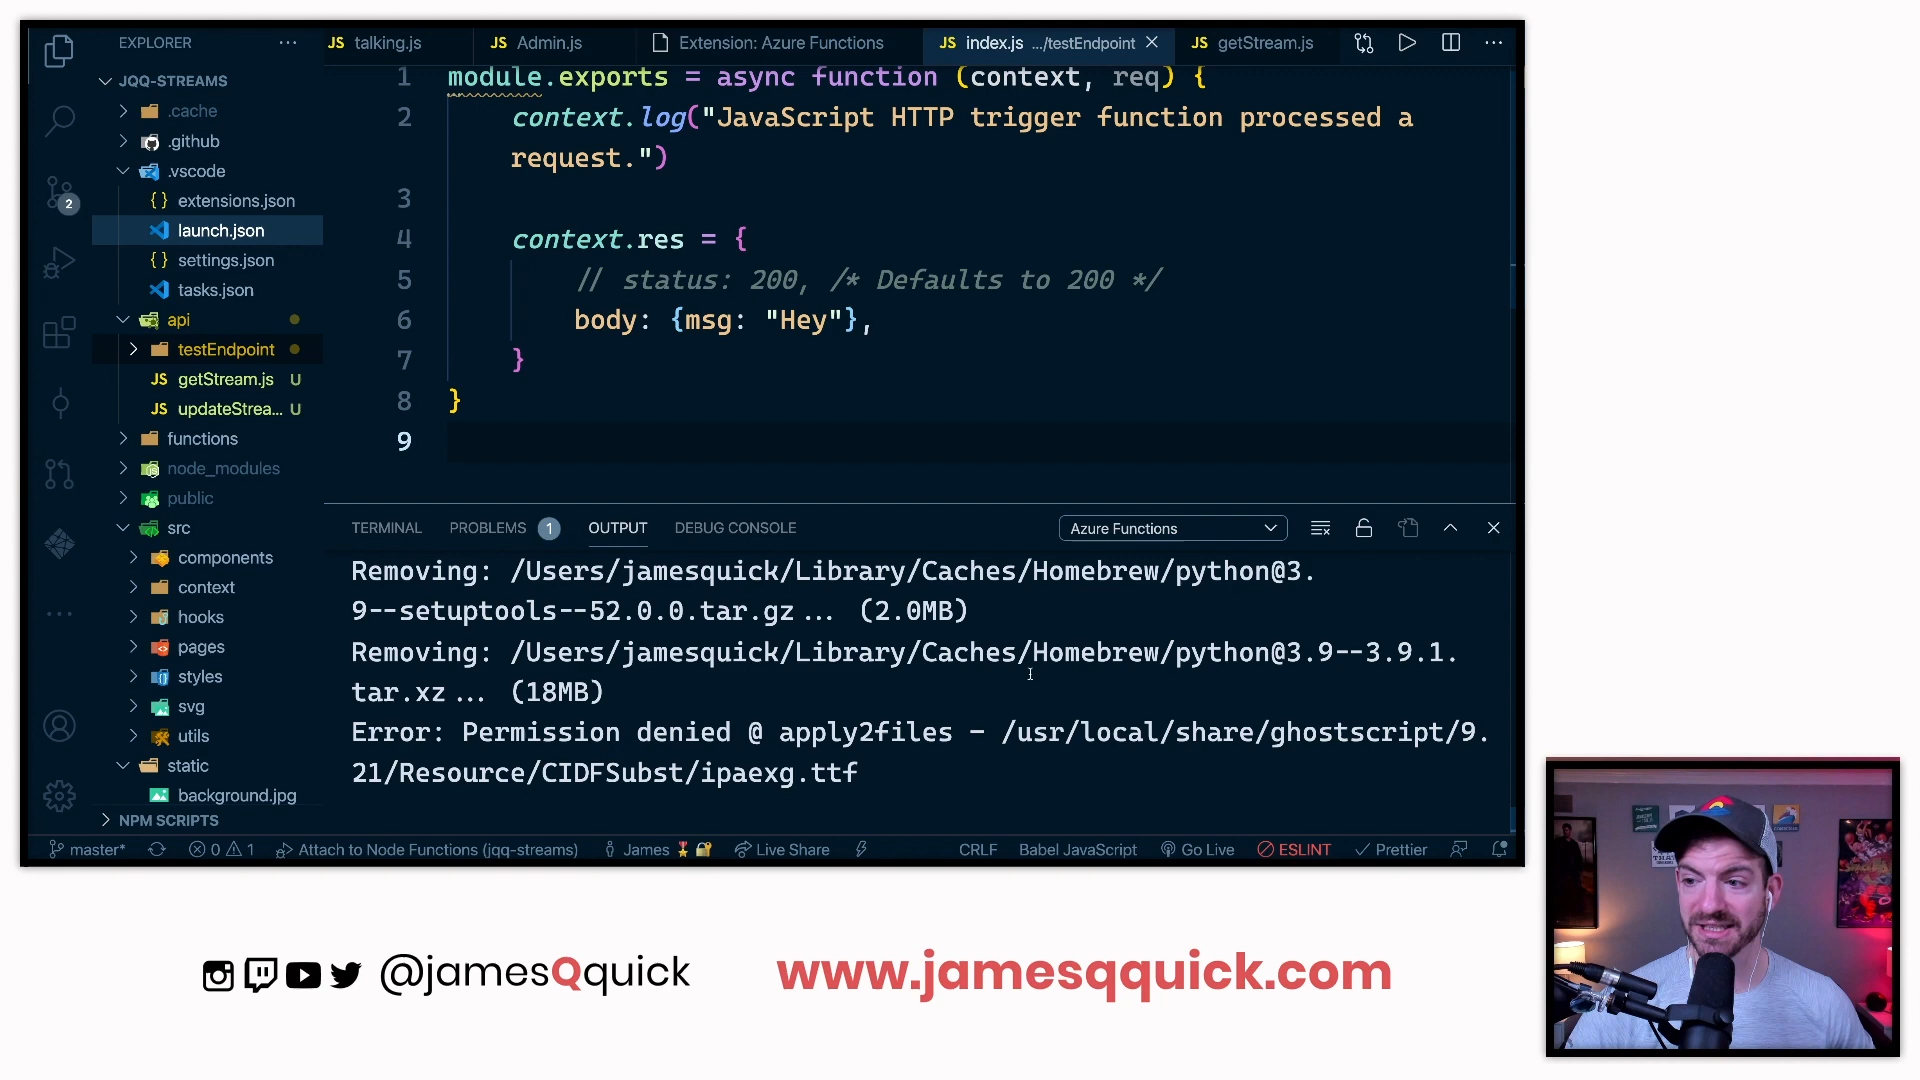 EXPLORER
JS talking.js
JS Admin.js
Extension: Azure Functions
JS index.js .../testEndpoint
JS getStream.js
JQQ-STREAMS
.cache
.github
.vscode
{} extensions.json
launch.json
{} settings.json
tasks.json
api
testEndpoint
JS getStream.js U
JS updateStrea... U
functions
node_modules
public
src
components
context
hooks
pages
styles
svg
utils
static
background.jpg
NPM SCRIPTS
2
1 module.exports = async function (context, req) {
2 context.log("JavaScript HTTP trigger function processed a
request.")
3
4 context.res = {
5 // status: 200, /* Defaults to 200 */
6 body: {msg: "Hey"},
7 }
8 }
9
TERMINAL PROBLEMS 1 OUTPUT DEBUG CONSOLE Azure Functions
Removing: /Users/jamesquick/Library/Caches/Homebrew/python@3.
9--setuptools--52.0.0.tar.gz... (2.0MB)
Removing: /Users/jamesquick/Library/Caches/Homebrew/python@3.9--3.9.1.
tar.xz... (18MB)
Error: Permission denied @ apply2files - /usr/local/share/ghostscript/9.
21/Resource/CIDFSubst/ipaexg.ttf
master* 0 1 Attach to Node Functions (jqq-streams) James Live Share CRLF Babel JavaScript Go Live ESLINT Prettier
@jamesQquick www.jamesqquick.com